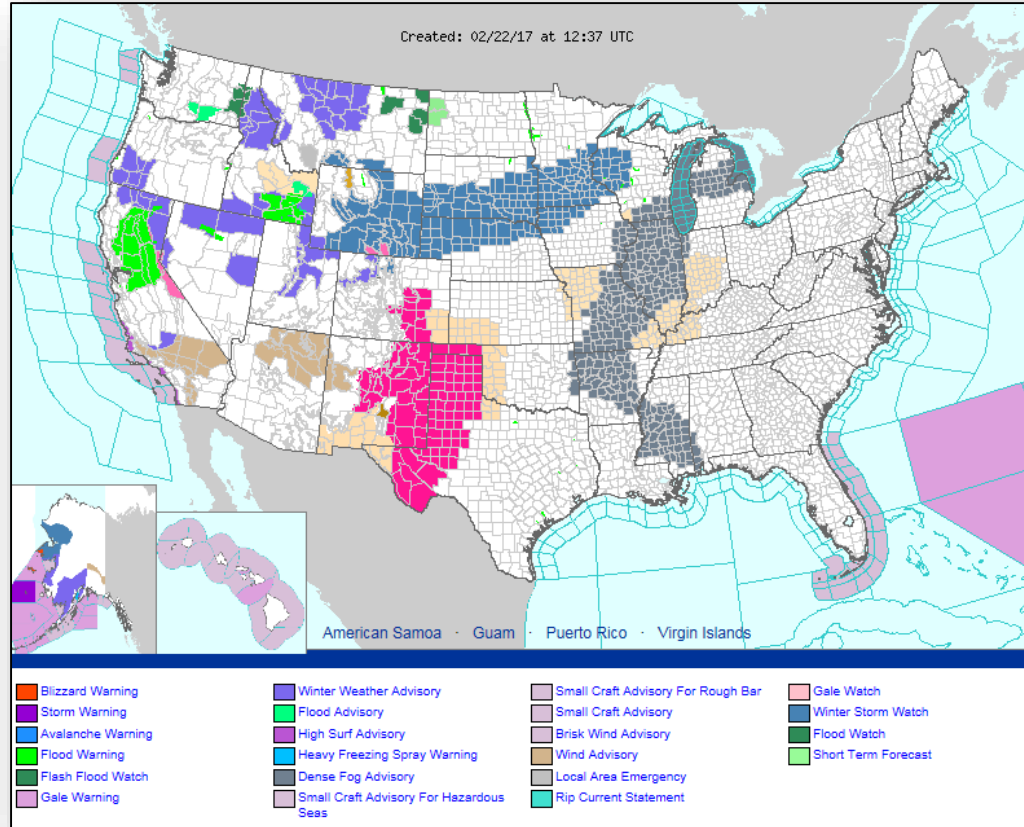 Created: 02/22/17 at 12:37 UTC
American Samoa · Guam · Puerto Rico · Virgin Islands
Blizzard Warning
Storm Warning
Avalanche Warning
Flood Warning
Flash Flood Watch
Gale Warning
Winter Weather Advisory
Flood Advisory
High Surf Advisory
Heavy Freezing Spray Warning
Dense Fog Advisory
Small Craft Advisory For Hazardous
Seas
Small Craft Advisory For Rough Bar
Small Craft Advisory
Brisk Wind Advisory
Wind Advisory
Local Area Emergency
Rip Current Statement
Gale Watch
Winter Storm Watch
Flood Watch
Short Term Forecast